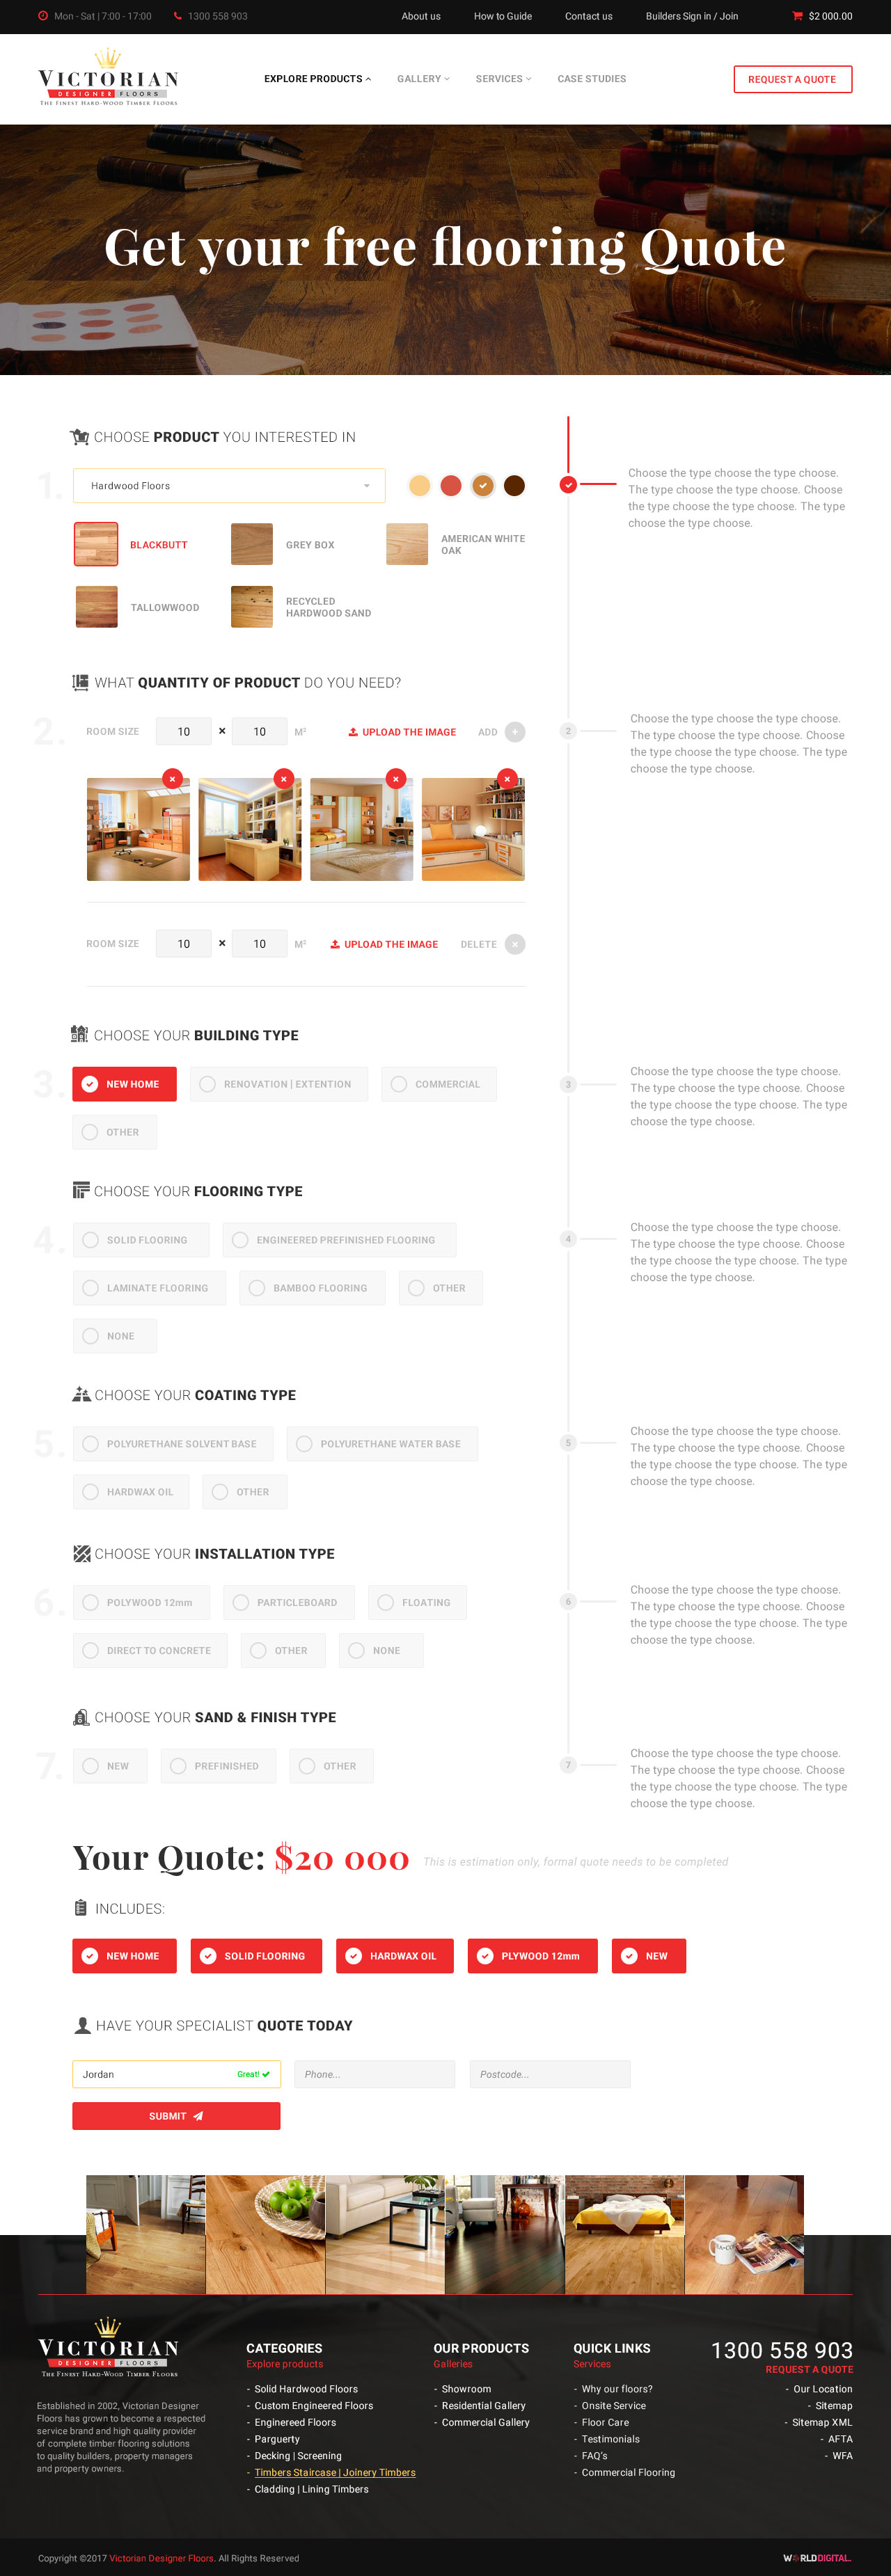 Mon - Sat | 7:00 - 17:00
1300 558 903
About us
How to Guide
Contact us
Builders Sign in / Join
$2 000.00
VICTORIAN
DESIGNER FLOORS
THE FINEST HARD-WOOD TIMBER FLOORS
EXPLORE PRODUCTS
GALLERY
SERVICES
CASE STUDIES
REQUEST A QUOTE
Get your free flooring Quote
CHOOSE PRODUCT YOU INTERESTED IN
1.
Hardwood Floors
BLACKBUTT
GREY BOX
AMERICAN WHITE
OAK
TALLOWWOOD
RECYCLED
HARDWOOD SAND
Choose the type choose the type choose.
The type choose the type choose. Choose
the type choose the type choose. The type
choose the type choose.
WHAT QUANTITY OF PRODUCT DO YOU NEED?
2.
ROOM SIZE
10
×
10
M²
UPLOAD THE IMAGE
ADD
ROOM SIZE
10
×
10
M²
UPLOAD THE IMAGE
DELETE
2
Choose the type choose the type choose.
The type choose the type choose. Choose
the type choose the type choose. The type
choose the type choose.
CHOOSE YOUR BUILDING TYPE
3.
NEW HOME
RENOVATION | EXTENTION
COMMERCIAL
OTHER
3
Choose the type choose the type choose.
The type choose the type choose. Choose
the type choose the type choose. The type
choose the type choose.
CHOOSE YOUR FLOORING TYPE
4.
SOLID FLOORING
ENGINEERED PREFINISHED FLOORING
LAMINATE FLOORING
BAMBOO FLOORING
OTHER
NONE
4
Choose the type choose the type choose.
The type choose the type choose. Choose
the type choose the type choose. The type
choose the type choose.
CHOOSE YOUR COATING TYPE
5.
POLYURETHANE SOLVENT BASE
POLYURETHANE WATER BASE
HARDWAX OIL
OTHER
5
Choose the type choose the type choose.
The type choose the type choose. Choose
the type choose the type choose. The type
choose the type choose.
CHOOSE YOUR INSTALLATION TYPE
6.
POLYWOOD 12mm
PARTICLEBOARD
FLOATING
DIRECT TO CONCRETE
OTHER
NONE
6
Choose the type choose the type choose.
The type choose the type choose. Choose
the type choose the type choose. The type
choose the type choose.
CHOOSE YOUR SAND & FINISH TYPE
7.
NEW
PREFINISHED
OTHER
7
Choose the type choose the type choose.
The type choose the type choose. Choose
the type choose the type choose. The type
choose the type choose.
Your Quote: $20 000
This is estimation only, formal quote needs to be completed
INCLUDES:
NEW HOME
SOLID FLOORING
HARDWAX OIL
PLYWOOD 12mm
NEW
HAVE YOUR SPECIALIST QUOTE TODAY
Jordan
Great!
Phone...
Postcode...
SUBMIT
VICTORIAN
DESIGNER FLOORS
THE FINEST HARD-WOOD TIMBER FLOORS
Established in 2002, Victorian Designer
Floors has grown to become a respected
service brand and high quality provider
of complete timber flooring solutions
to quality builders, property managers
and property owners.
CATEGORIES
Explore products
- Solid Hardwood Floors
- Custom Engineered Floors
- Enginereed Floors
- Parguerty
- Decking | Screening
- Timbers Staircase | Joinery Timbers
- Cladding | Lining Timbers
OUR PRODUCTS
Galleries
- Showroom
- Residential Gallery
- Commercial Gallery
QUICK LINKS
Services
- Why our floors?
- Onsite Service
- Floor Care
- Testimonials
- FAQ's
- Commercial Flooring
1300 558 903
REQUEST A QUOTE
- Our Location
- Sitemap
- Sitemap XML
- AFTA
- WFA
Copyright ©2017 Victorian Designer Floors. All Rights Reserved
WORLDDIGITAL.